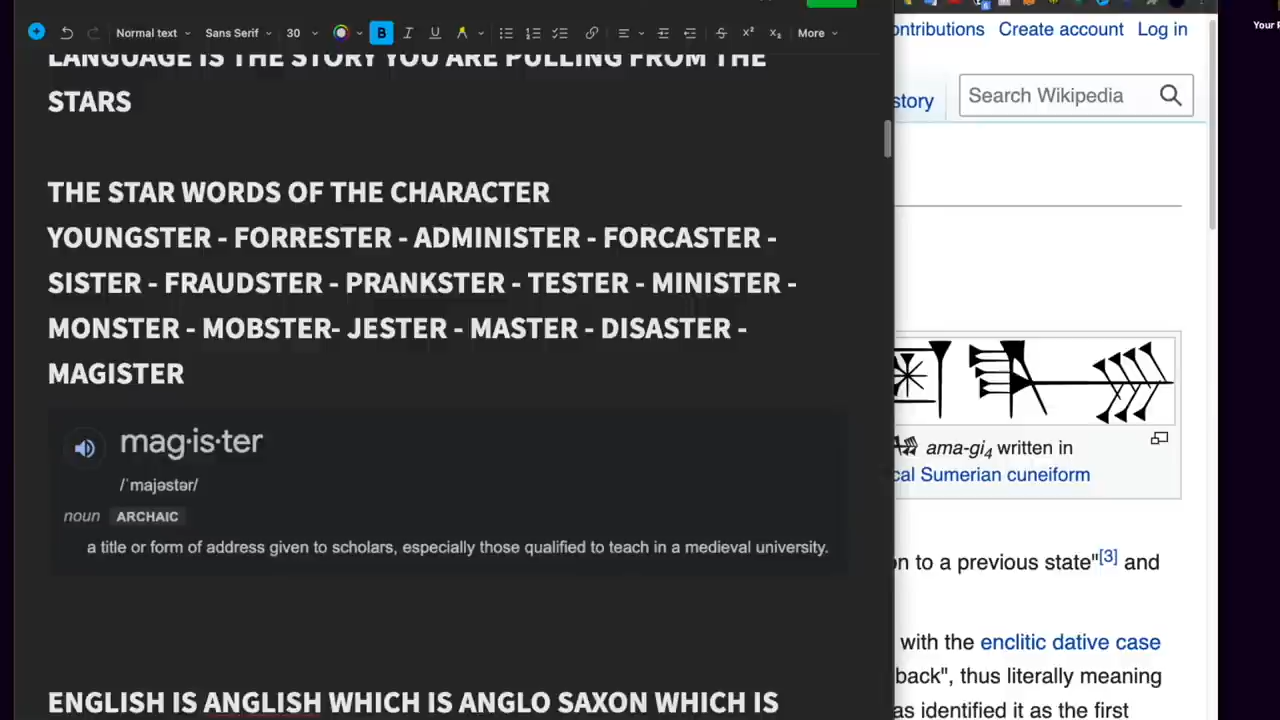 Normal text
Sans Serif
30
B
I
U
More
LANGUAGE IS THE STORY YOU ARE PULLING FROM THE
STARS
THE STAR WORDS OF THE CHARACTER
YOUNGSTER - FORRESTER - ADMINISTER - FORCASTER -
SISTER - FRAUDSTER - PRANKSTER - TESTER - MINISTER -
MONSTER - MOBSTER- JESTER - MASTER - DISASTER -
MAGISTER
mag·is·ter
/ˈmajəstər/
noun ARCHAIC
a title or form of address given to scholars, especially those qualified to teach in a medieval university.
ENGLISH IS ANGLISH WHICH IS ANGLO SAXON WHICH IS
ontributions Create account Log in
story
Search Wikipedia
ama-gi4 written in
cal Sumerian cuneiform
on to a previous state"[3] and
with the enclitic dative case
back", thus literally meaning
as identified it as the first
Your